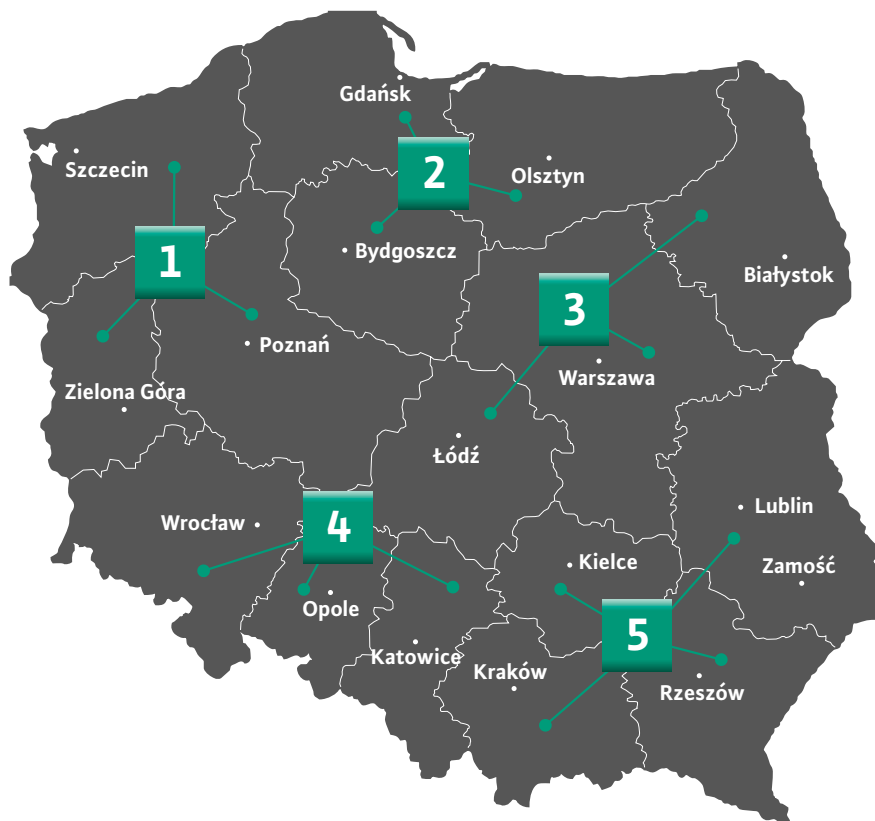 Gdańsk
Szczecin
2
Olsztyn
1
Bydgoszcz
Białystok
3
Poznań
Warszawa
Zielona Góra
Łódź
Wrocław
4
Lublin
Kielce
Zamość
Opole
5
Katowice
Kraków
Rzeszów